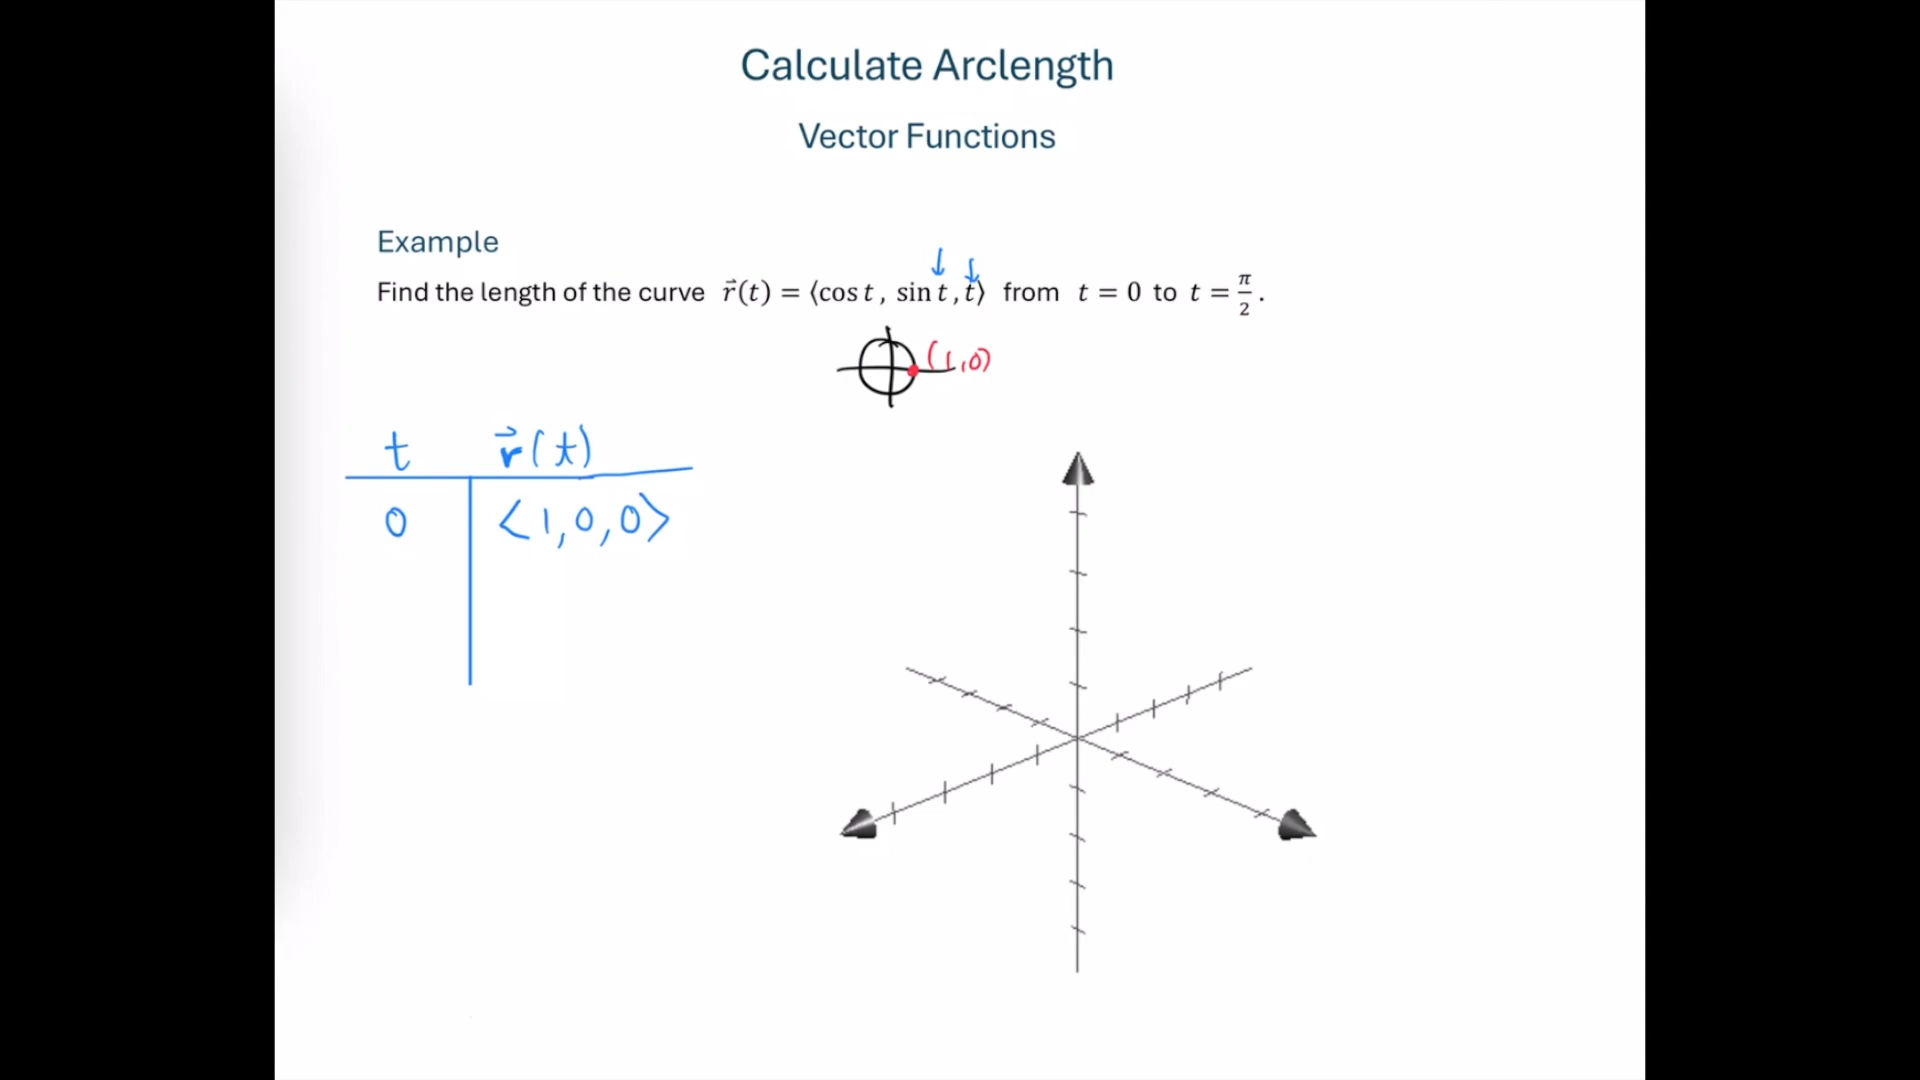 Calculate Arclength
Vector Functions
Example
Find the length of the curve r⃗(t) = ⟨cos t , sin t , t⟩ from t = 0 to t = π/2 .
(1,0)
t r⃗(t)
0 <1,0,0>